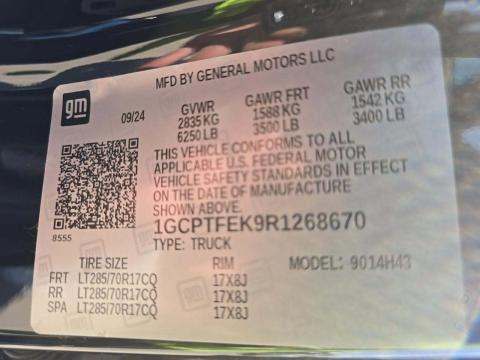 MFD BY GENERAL MOTORS LLC
gm
09/24
GVWR GAWR FRT GAWR RR
2835 KG 1588 KG 1542 KG
6250 LB 3500 LB 3400 LB
THIS VEHICLE CONFORMS TO ALL
APPLICABLE U.S. FEDERAL MOTOR
VEHICLE SAFETY STANDARDS IN EFFECT
ON THE DATE OF MANUFACTURE
SHOWN ABOVE.
8555
1GCPTFEK9R1268670
TYPE: TRUCK
TIRE SIZE RIM MODEL: 9014H43
FRT LT285/70R17CQ 17X8J
RR LT285/70R17CQ 17X8J
SPA LT285/70R17CQ 17X8J